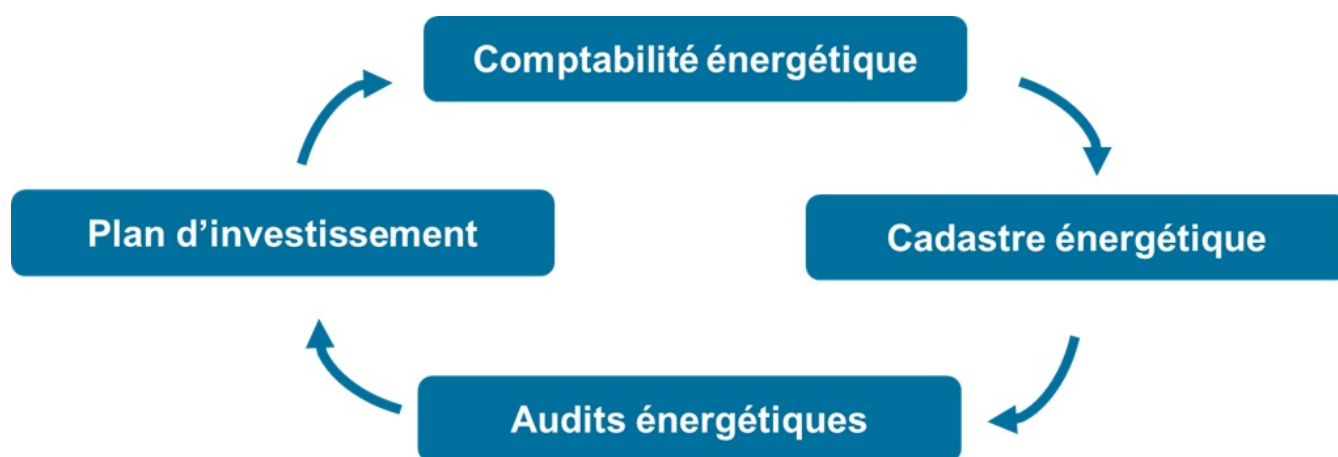 Comptabilité énergétique
Plan d’investissement
Cadastre énergétique
Audits énergétiques